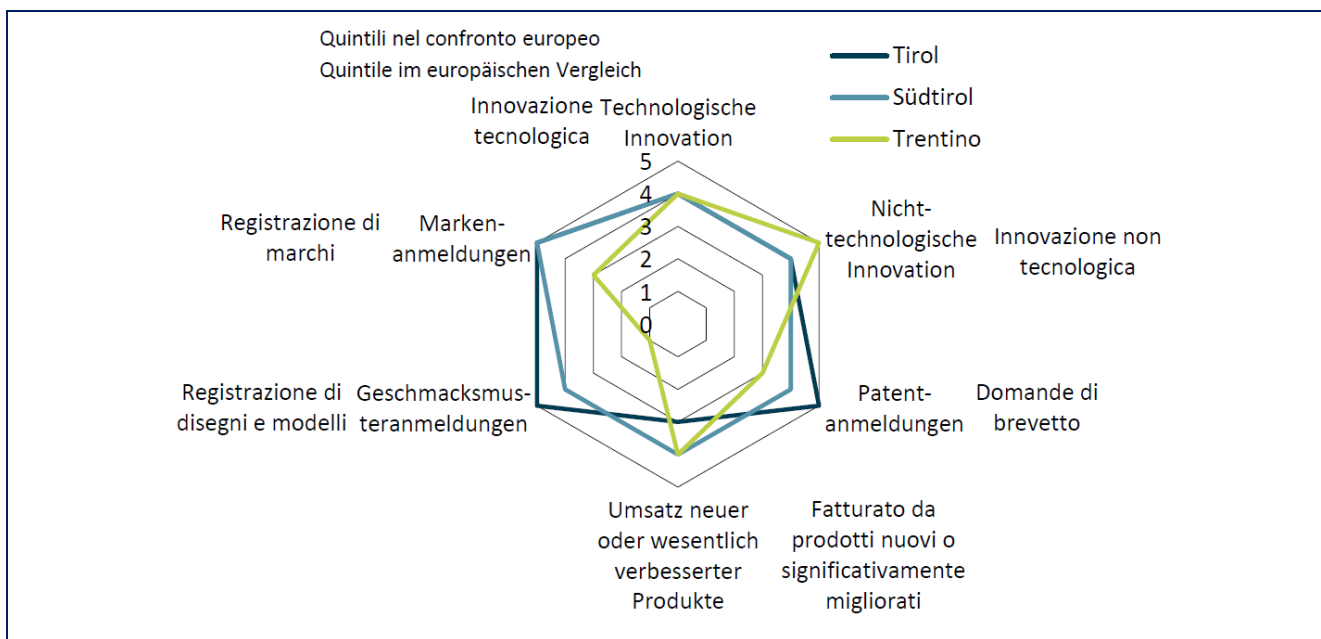 Quintili nel confronto europeo
Quintile im europäischen Vergleich
Tirol
Südtirol
Trentino
Innovazione
tecnologica
Technologische
Innovation
5
4
3
2
1
0
Nicht-
technologische
Innovation
Innovazione non
tecnologica
Patent-
anmeldungen
Domande di
brevetto
Umsatz neuer
oder wesentlich
verbesserter
Produkte
Fatturato da
prodotti nuovi o
significativamente
migliorati
Registrazione di
disegni e modelli
Geschmacksmus-
teranmeldungen
Registrazione di
marchi
Marken-
anmeldungen